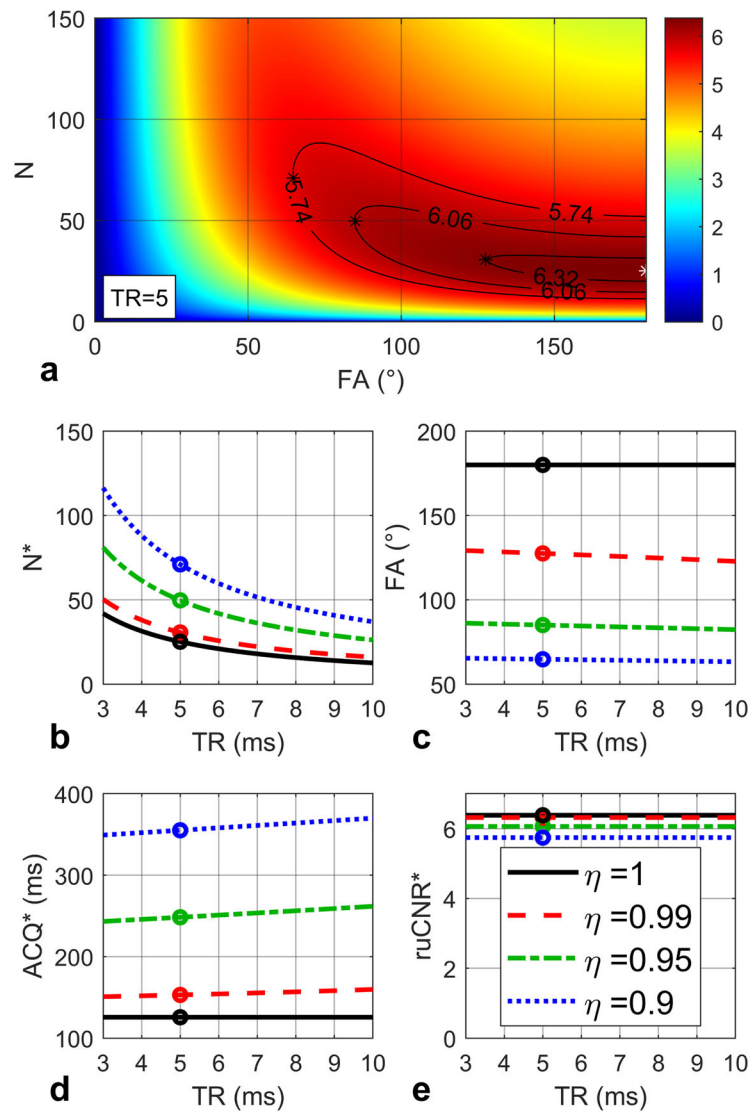 150
100
50
0
N
5.74
6.06
5.74
6.32
6.06
TR=5
0
50
100
150
FA (°)
6
5
4
3
2
1
0
a
150
100
50
0
N*
3 4 5 6 7 8 9 10
TR (ms)
b
200
150
100
50
FA (°)
3 4 5 6 7 8 9 10
TR (ms)
c
400
300
200
100
ACQ* (ms)
3 4 5 6 7 8 9 10
TR (ms)
d
6
4
2
0
ruCNR*
η =1
η =0.99
η =0.95
η =0.9
3 4 5 6 7 8 9 10
TR (ms)
e